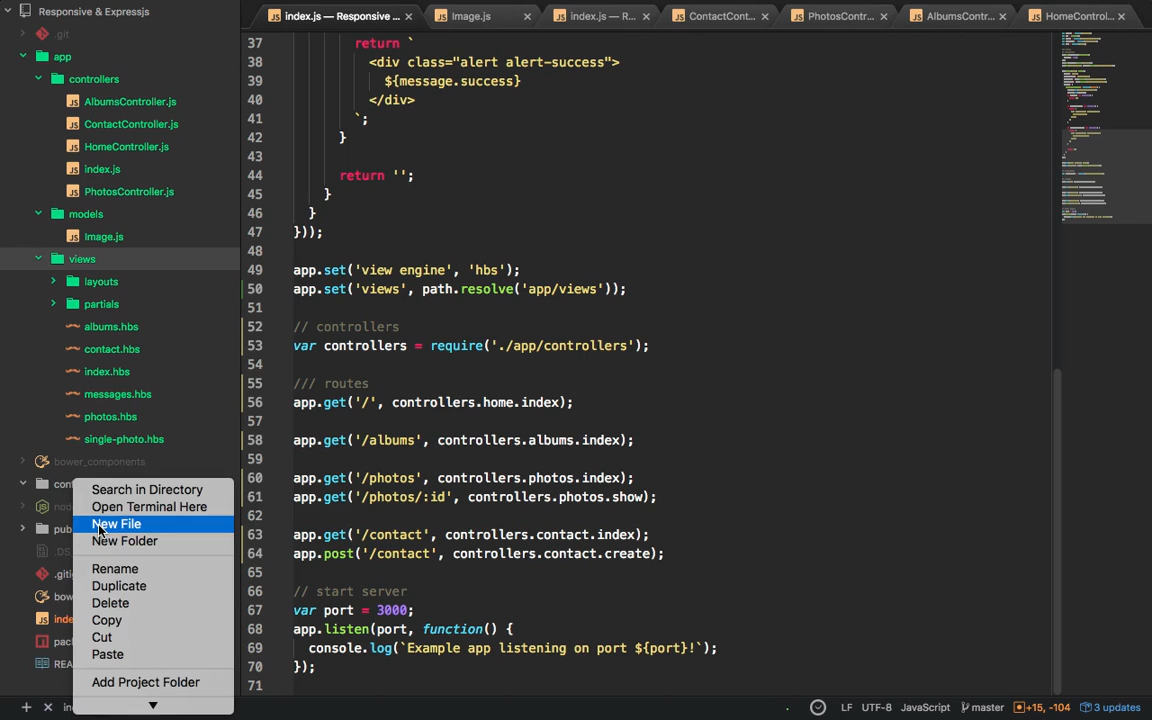 Responsive & Expressjs
.git
app
controllers
AlbumsController.js
ContactController.js
HomeController.js
index.js
PhotosController.js
models
Image.js
views
layouts
partials
albums.hbs
contact.hbs
index.hbs
messages.hbs
photos.hbs
single-photo.hbs
bower_components
Search in Directory
Open Terminal Here
New File
New Folder
Rename
Duplicate
Delete
Copy
Cut
Paste
Add Project Folder
index.js — Responsive ...
Image.js
index.js — R...
ContactCont...
PhotosContr...
AlbumsContr...
HomeControl...
37 return `
38 <div class="alert alert-success">
39 ${message.success}
40 </div>
41 `;
42 }
43
44 return '';
45 }
46 }
47 }));
48
49 app.set('view engine', 'hbs');
50 app.set('views', path.resolve('app/views'));
51
52 // controllers
53 var controllers = require('./app/controllers');
54
55 /// routes
56 app.get('/', controllers.home.index);
57
58 app.get('/albums', controllers.albums.index);
59
60 app.get('/photos', controllers.photos.index);
61 app.get('/photos/:id', controllers.photos.show);
62
63 app.get('/contact', controllers.contact.index);
64 app.post('/contact', controllers.contact.create);
65
66 // start server
67 var port = 3000;
68 app.listen(port, function() {
69 console.log(`Example app listening on port ${port}!`);
70 });
71
LF UTF-8 JavaScript master +15, -104 3 updates